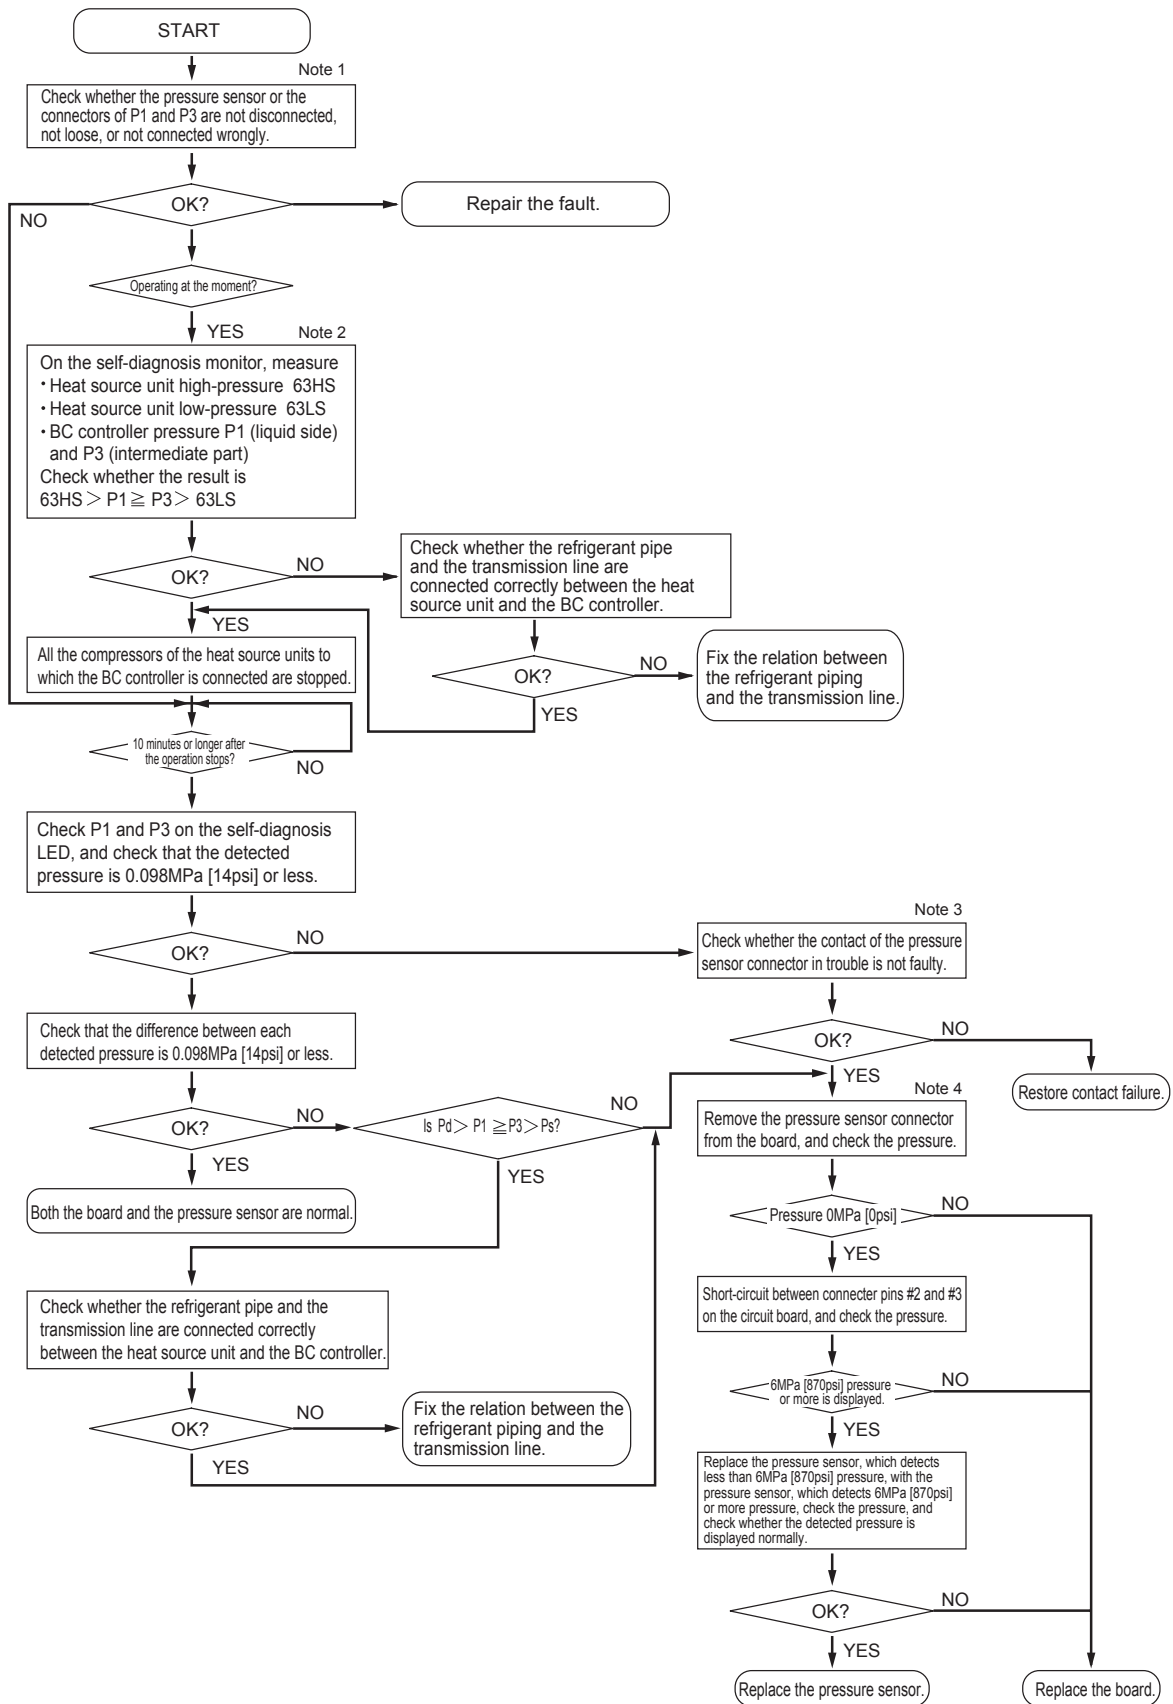 START
Note 1
Check whether the pressure sensor or the
connectors of P1 and P3 are not disconnected,
not loose, or not connected wrongly.
OK?
Repair the fault.
NO
Operating at the moment?
YES
Note 2
On the self-diagnosis monitor, measure
・Heat source unit high-pressure 63HS
・Heat source unit low-pressure 63LS
・BC controller pressure P1 (liquid side)
and P3 (intermediate part)
Check whether the result is
63HS＞P1≧P3＞63LS
OK?
NO
Check whether the refrigerant pipe
and the transmission line are
connected correctly between the heat
source unit and the BC controller.
YES
All the compressors of the heat source units to
which the BC controller is connected are stopped.
OK?
NO
Fix the relation between
the refrigerant piping
and the transmission line.
YES
10 minutes or longer after
the operation stops?
NO
Check P1 and P3 on the self-diagnosis
LED, and check that the detected
pressure is 0.098MPa [14psi] or less.
OK?
NO
Note 3
Check whether the contact of the pressure
sensor connector in trouble is not faulty.
Check that the difference between each
detected pressure is 0.098MPa [14psi] or less.
OK?
NO
YES
Restore contact failure.
OK?
NO
Is Pd＞P1≧P3＞Ps?
NO
YES
YES
Both the board and the pressure sensor are normal.
Note 4
Remove the pressure sensor connector
from the board, and check the pressure.
Pressure 0MPa [0psi]
NO
YES
Check whether the refrigerant pipe and the
transmission line are connected correctly
between the heat source unit and the BC controller.
Short-circuit between connecter pins #2 and #3
on the circuit board, and check the pressure.
6MPa [870psi] pressure
or more is displayed.
NO
YES
OK?
NO
Fix the relation between the
refrigerant piping and the
transmission line.
YES
Replace the pressure sensor, which detects
less than 6MPa [870psi] pressure, with the
pressure sensor, which detects 6MPa [870psi]
or more pressure, check the pressure, and
check whether the detected pressure is
displayed normally.
OK?
NO
YES
Replace the pressure sensor.
Replace the board.